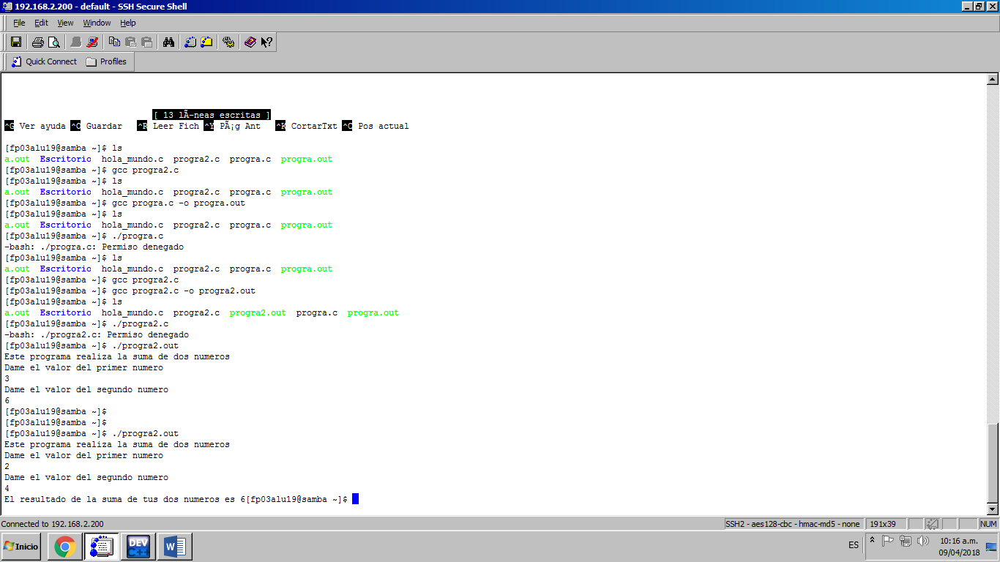 192.168.2.200 - default - SSH Secure Shell
File Edit View Window Help
Quick Connect Profiles
[ 13 lÃ­neas escritas ]
^G Ver ayuda ^O Guardar ^R Leer Fich ^Y PÃ¡g Ant ^K CortarTxt ^C Pos actual
[fp03alu19@samba ~]$ ls
a.out Escritorio hola_mundo.c progra2.c progra.c progra.out
[fp03alu19@samba ~]$ gcc progra2.c
[fp03alu19@samba ~]$ ls
a.out Escritorio hola_mundo.c progra2.c progra.c progra.out
[fp03alu19@samba ~]$ gcc progra.c -o progra.out
[fp03alu19@samba ~]$ ls
a.out Escritorio hola_mundo.c progra2.c progra.c progra.out
[fp03alu19@samba ~]$ ./progra.c
-bash: ./progra.c: Permiso denegado
[fp03alu19@samba ~]$ ls
a.out Escritorio hola_mundo.c progra2.c progra.c progra.out
[fp03alu19@samba ~]$ gcc progra2.c
[fp03alu19@samba ~]$ gcc progra2.c -o progra2.out
[fp03alu19@samba ~]$ ls
a.out Escritorio hola_mundo.c progra2.c progra2.out progra.c progra.out
[fp03alu19@samba ~]$ ./progra2.c
-bash: ./progra2.c: Permiso denegado
[fp03alu19@samba ~]$ ./progra2.out
Este programa realiza la suma de dos numeros
Dame el valor del primer numero
3
Dame el valor del segundo numero
6
[fp03alu19@samba ~]$
[fp03alu19@samba ~]$
[fp03alu19@samba ~]$ ./progra2.out
Este programa realiza la suma de dos numeros
Dame el valor del primer numero
2
Dame el valor del segundo numero
4
El resultado de la suma de tus dos numeros es 6[fp03alu19@samba ~]$
Connected to 192.168.2.200 SSH2 - aes128-cbc - hmac-md5 - none 191x39 NUM
Inicio DEV C++ W ES 10:16 a.m.
09/04/2018